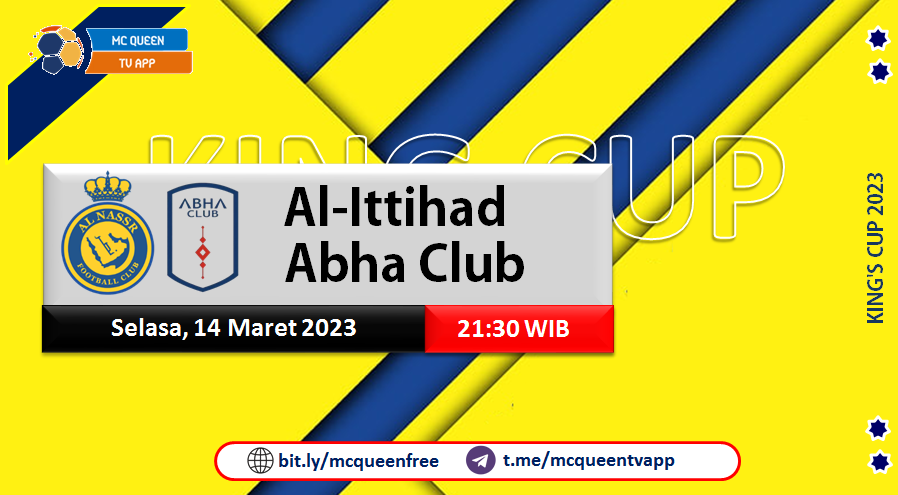 MC QUEEN
TV APP
KING'S CUP
AL NASSR
FOOTBALL CLUB
ABHA
CLUB
Al-Ittihad
Abha Club
Selasa, 14 Maret 2023
21:30 WIB
KING'S CUP 2023
bit.ly/mcqueenfree
t.me/mcqueentvapp